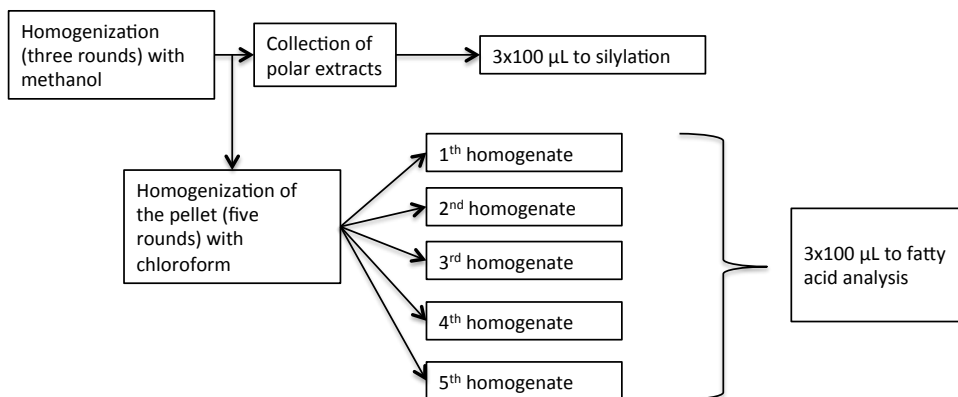 Homogenization
(three rounds) with
methanol
Collection of
polar extracts
3x100 µL to silylation
Homogenization of
the pellet (five
rounds) with
chloroform
1th homogenate
2nd homogenate
3rd homogenate
4th homogenate
5th homogenate
3x100 µL to fatty
acid analysis